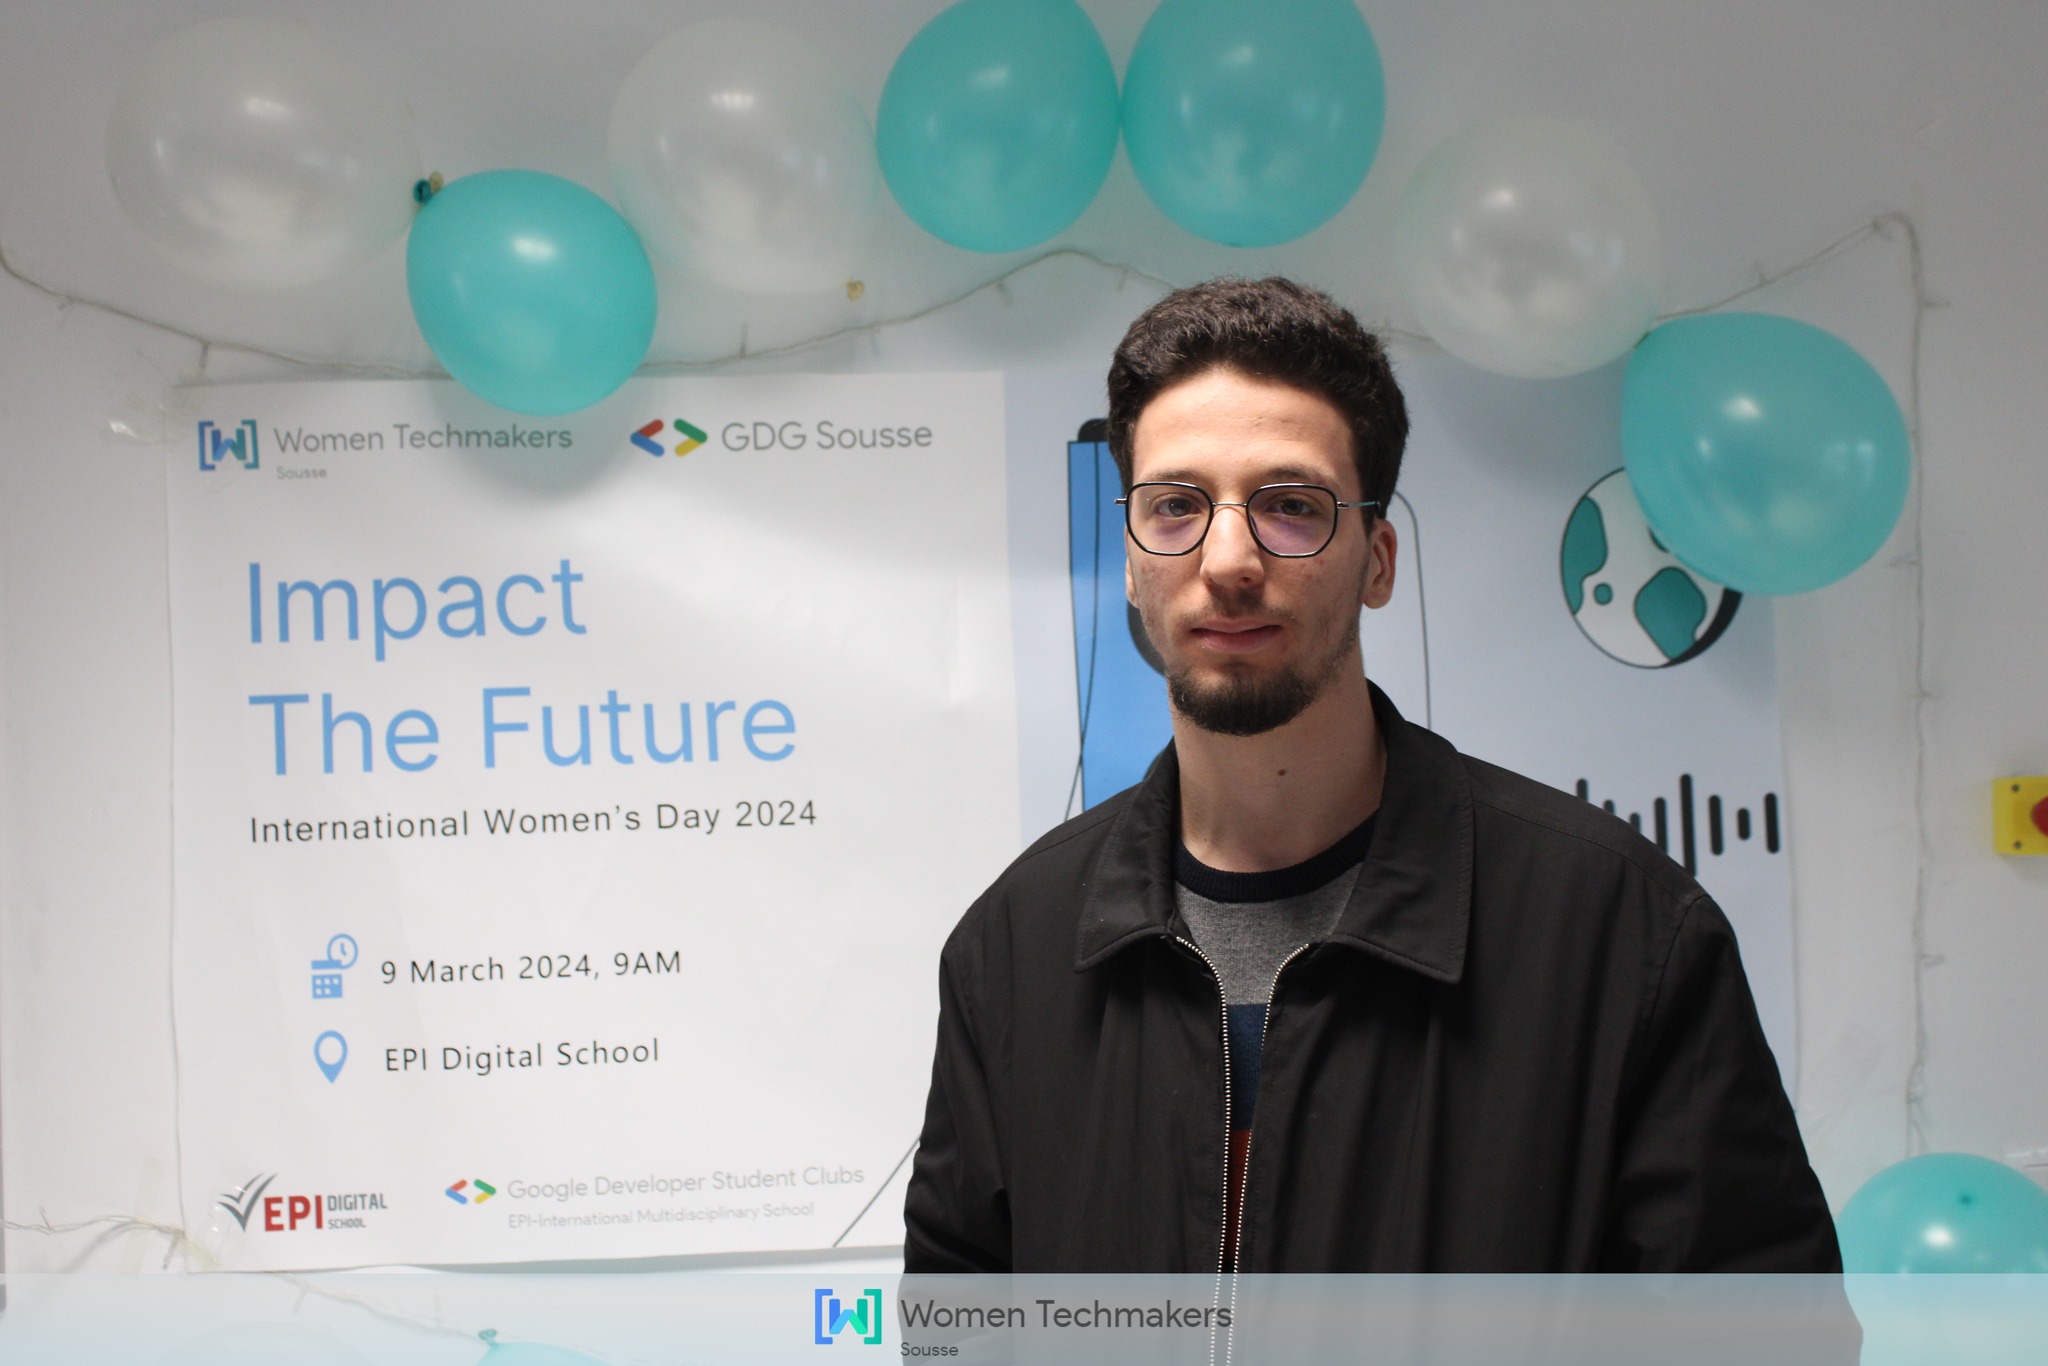 Women Techmakers
Sousse
GDG Sousse
Impact
The Future
International Women's Day 2024
9 March 2024, 9AM
EPI Digital School
EPI DIGITAL
SCHOOL
Google Developer Student Clubs
EPI-International Multidisciplinary School
Women Techmakers
Sousse